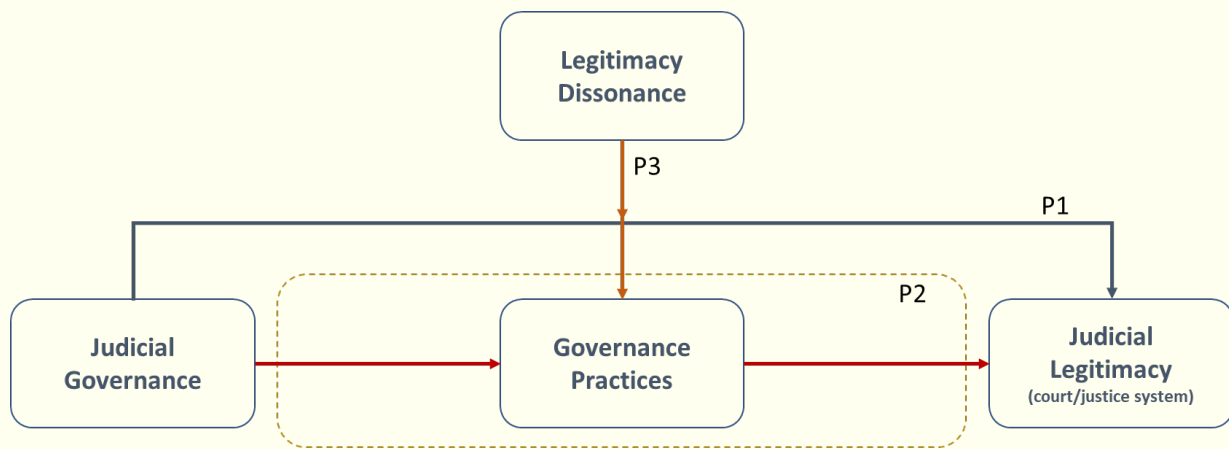 Legitimacy
Dissonance
P3
P1
P2
Judicial
Governance
Governance
Practices
Judicial
Legitimacy
(court/justice system)